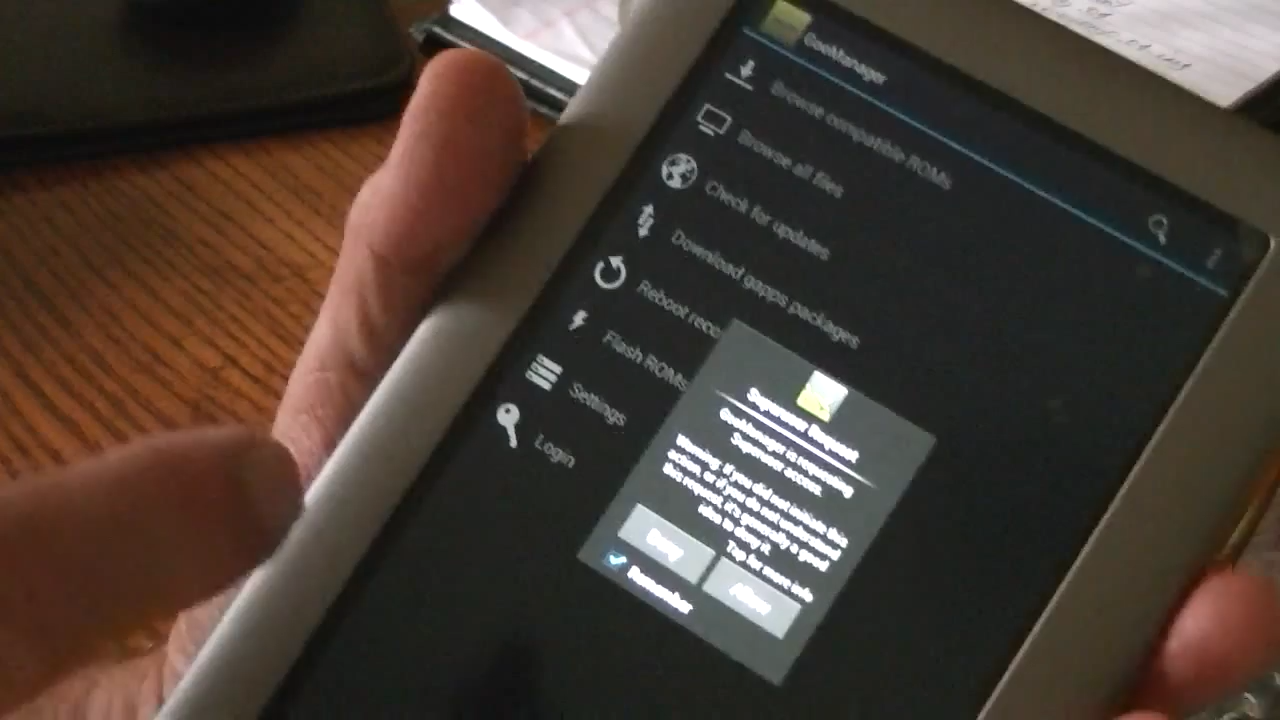 GooManager
Browse compatible ROMs
Browse all files
Check for updates
Download gapps packages
Reboot reco
Flash ROMs
Settings
Login
Superuser Request
GooManager is requesting
Superuser access.
Warning: If you did not initiate this
action, or if you do not understand
this request, it's generally a good
idea to deny it.
Tap for more info
Deny
Allow
Remember